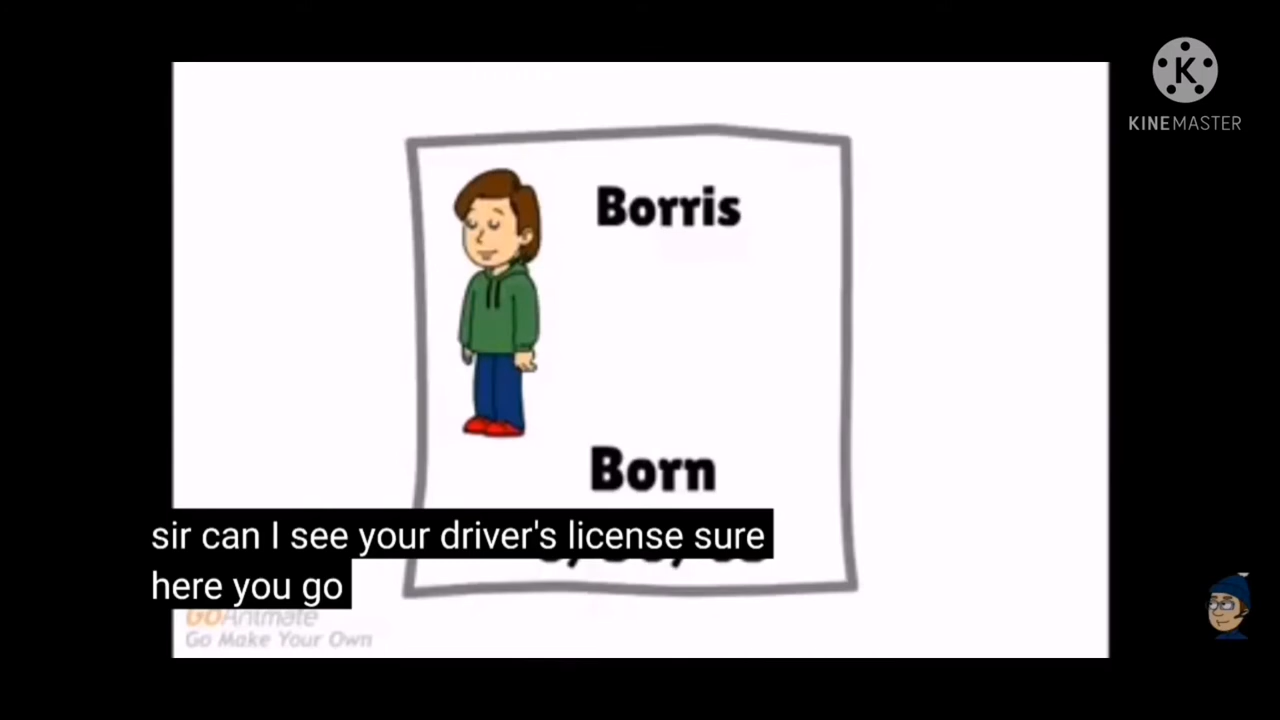 K
KINEMASTER
Borris
Born
sir can I see your driver's license sure
here you go
GOAnimate
Go Make Your Own